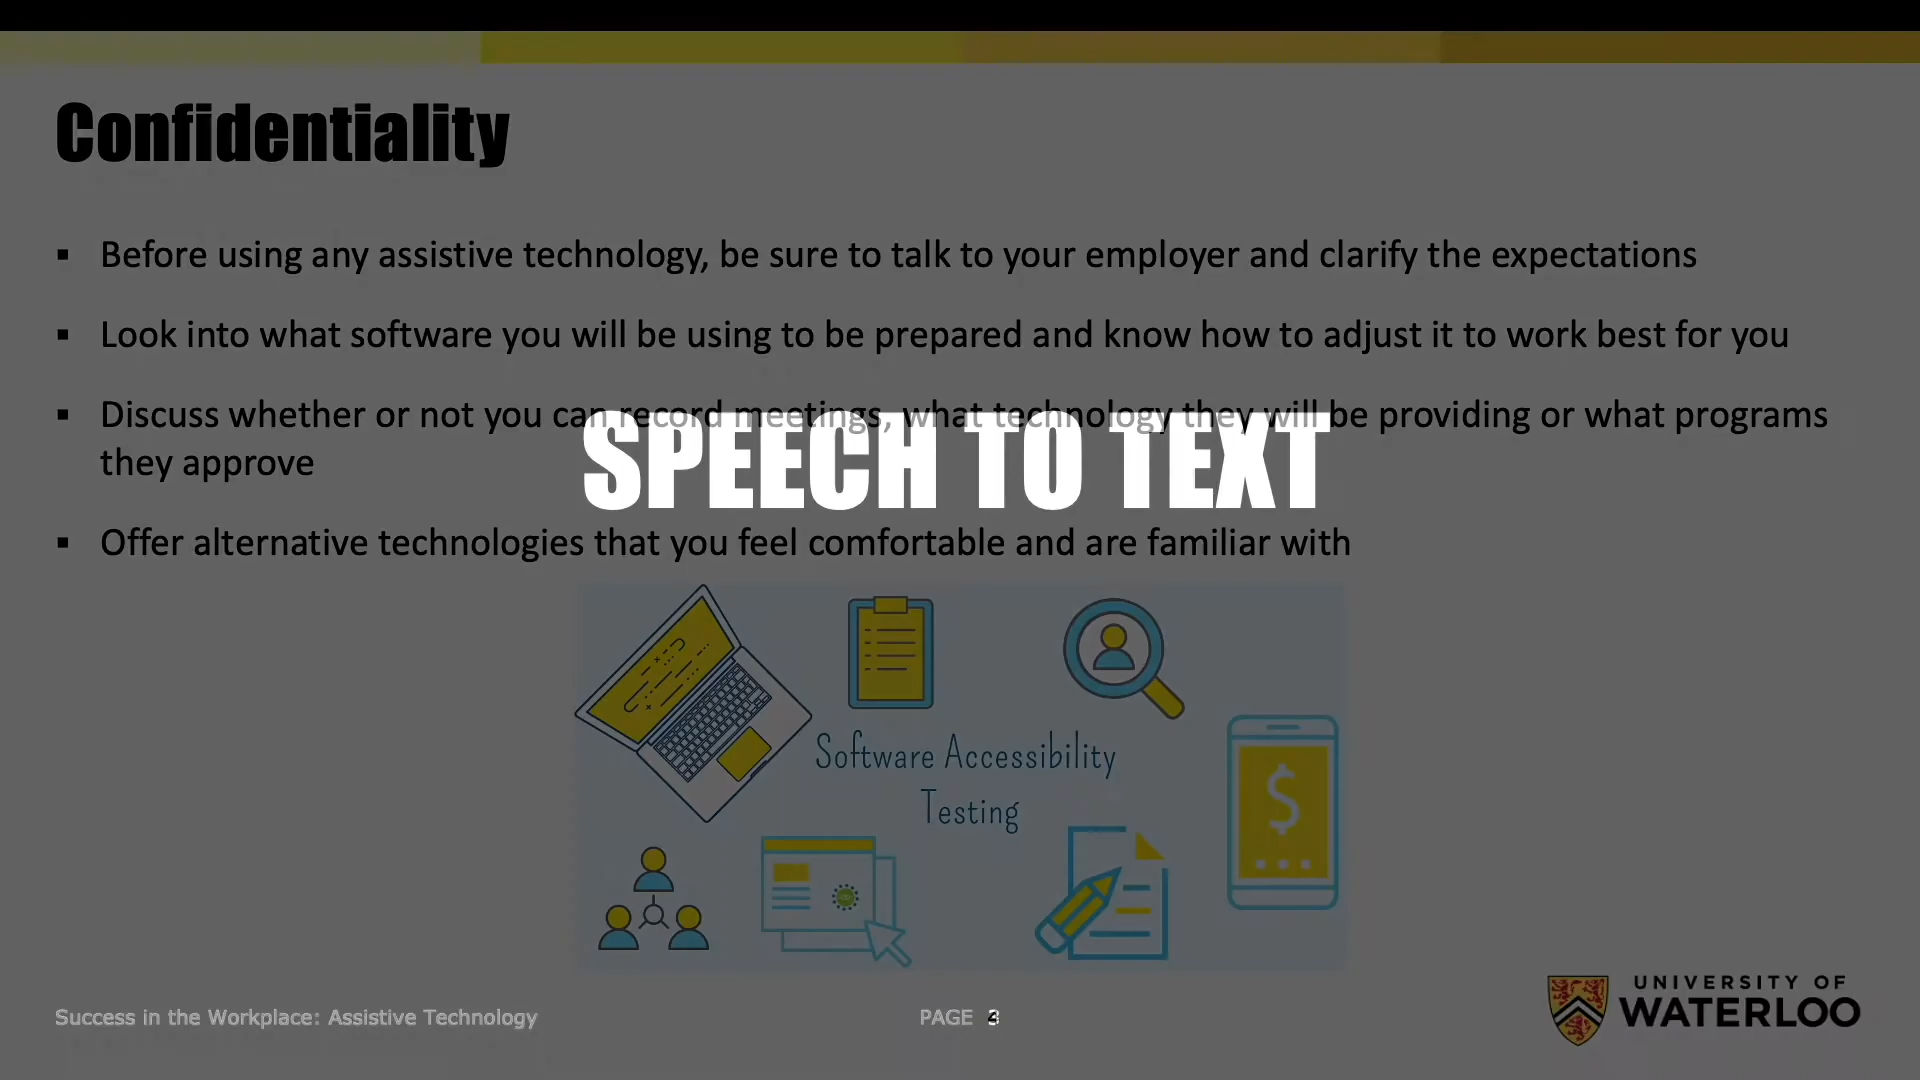 Confidentiality
▪ Before using any assistive technology, be sure to talk to your employer and clarify the expectations
▪ Look into what software you will be using to be prepared and know how to adjust it to work best for you
▪ Discuss whether or not you can record meetings, what technology they will be providing or what programs
they approve
SPEECH TO TEXT
▪ Offer alternative technologies that you feel comfortable and are familiar with
Software Accessibility
Testing
$
Success in the Workplace: Assistive Technology
PAGE
UNIVERSITY OF
WATERLOO